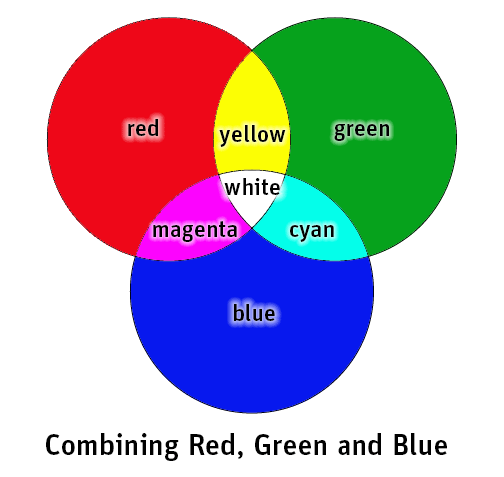 red
green
yellow
white
magenta
cyan
blue
Combining Red, Green and Blue